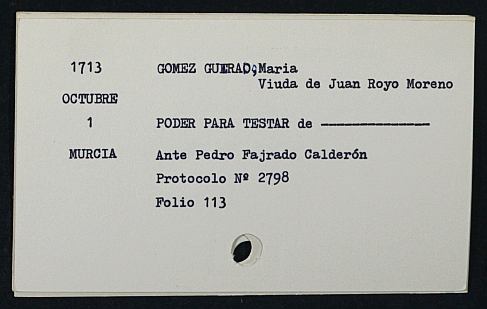 1713 GOMEZ GUIRAO, Maria
Viuda de Juan Royo Moreno
OCTUBRE
1 PODER PARA TESTAR de ----------------
MURCIA Ante Pedro Fajrado Calderón
Protocolo Nº 2798
Folio 113